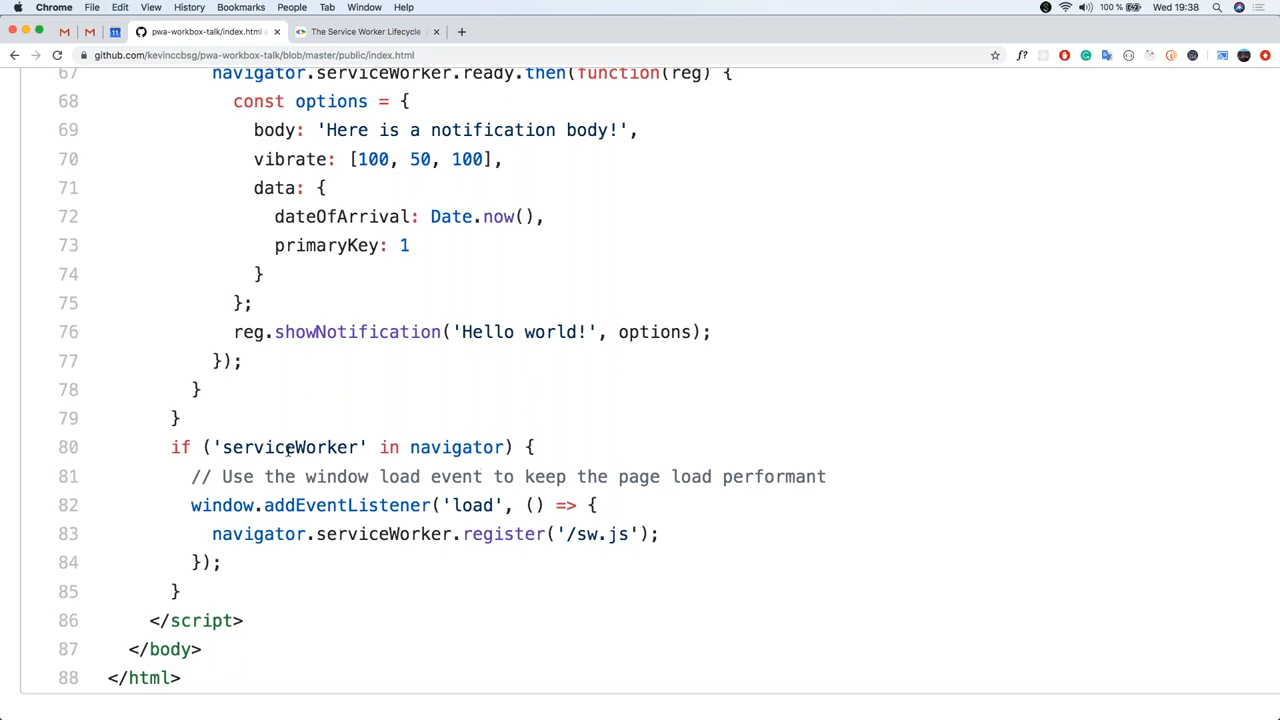 Chrome File Edit View History Bookmarks People Tab Window Help 100 % Wed 19:38
pwa-workbox-talk/index.html a The Service Worker Lifecycle
github.com/kevinccbsg/pwa-workbox-talk/blob/master/public/index.html
67 navigator.serviceWorker.ready.then(function(reg) {
68 const options = {
69 body: 'Here is a notification body!',
70 vibrate: [100, 50, 100],
71 data: {
72 dateOfArrival: Date.now(),
73 primaryKey: 1
74 }
75 };
76 reg.showNotification('Hello world!', options);
77 });
78 }
79 }
80 if ('serviceWorker' in navigator) {
81 // Use the window load event to keep the page load performant
82 window.addEventListener('load', () => {
83 navigator.serviceWorker.register('/sw.js');
84 });
85 }
86 </script>
87 </body>
88 </html>